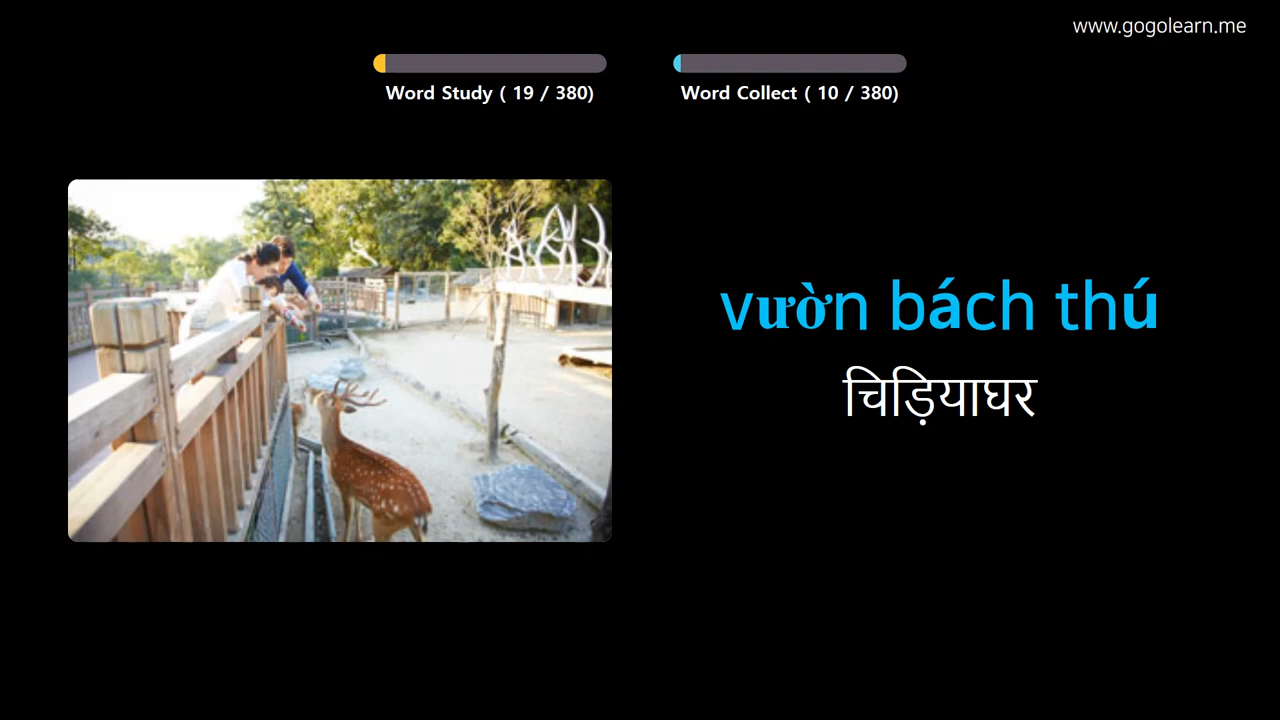 www.gogolearn.me
Word Study ( 19 / 380)
Word Collect ( 10 / 380)
vườn bách thú
चिड़ियाघर